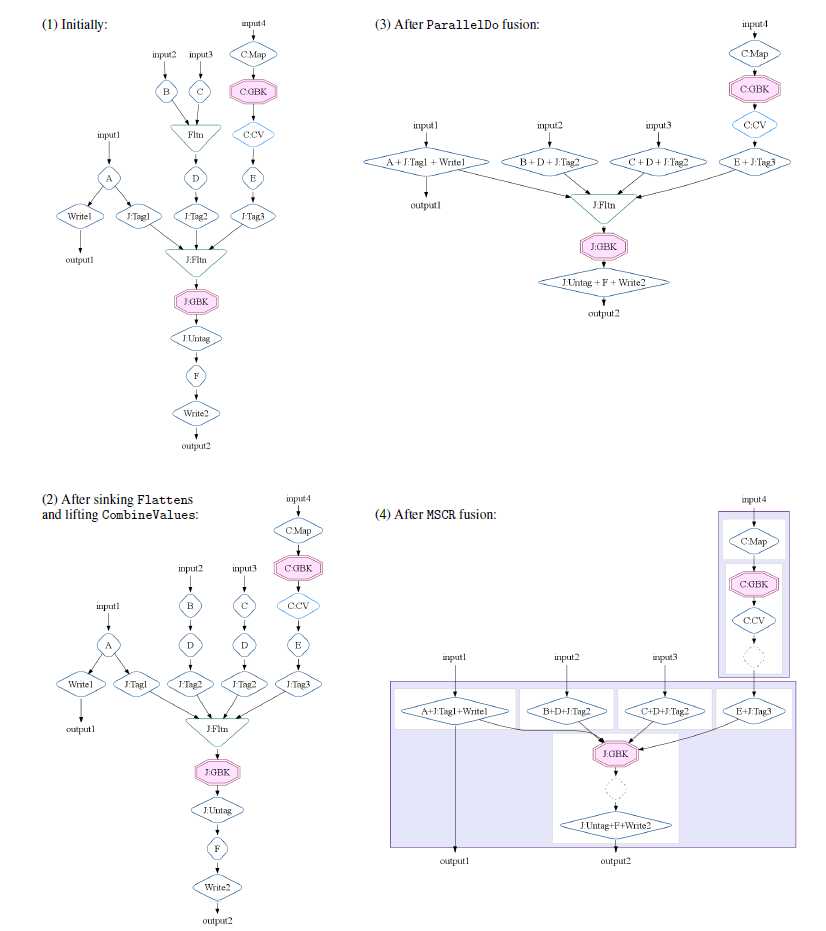 (1) Initially:
input4
C:Map
input2 input3
B C
C:GBK
Fltn
C:CV
input1
A
D
E
Write1 J:Tag1 J:Tag2 J:Tag3
output1
J:Fltn
J:GBK
J:Untag
F
Write2
output2
(3) After ParallelDo fusion:
input4
C:Map
C:GBK
C:CV
input1 input2 input3
A + J:Tag1 + Write1 B + D + J:Tag2 C + D + J:Tag2 E + J:Tag3
output1
J:Fltn
J:GBK
J:Untag + F + Write2
output2
(2) After sinking Flattens
and lifting CombineValues:
input4
C:Map
input2 input3
C:GBK
input1
B C C:CV
A
D D E
Write1 J:Tag1 J:Tag2 J:Tag2 J:Tag3
output1
J:Fltn
J:GBK
J:Untag
F
Write2
output2
(4) After MSCR fusion:
input4
C:Map
C:GBK
C:CV
input1 input2 input3
A+J:Tag1+Write1 B+D+J:Tag2 C+D+J:Tag2 E+J:Tag3
J:GBK
J:Untag+F+Write2
output1 output2